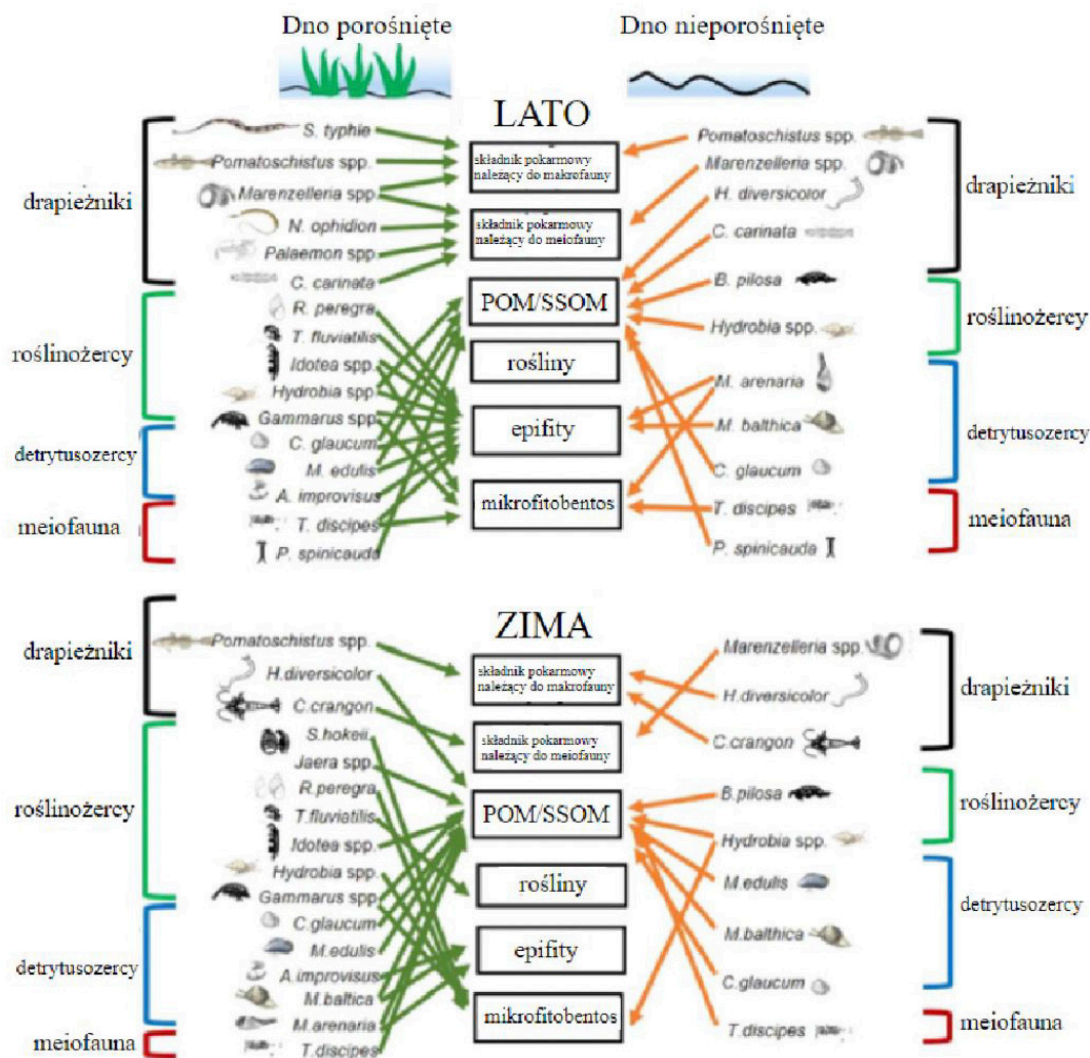 Dno porośnięte
Dno nieporośnięte
LATO
drapieżniki
S. typhle
Pomatoschistus spp.
Marenzelleria spp
N. ophidion
Palaemon spp
C. carinata
roślinożercy
R. peregra
T. fluviatilis
Idotea spp.
Hydrobia spp
Gammarus spp
detrytusozercy
C. glaucum
M. edulis
A. improvisus
meiofauna
T. discipes
P. spinicauda
składnik pokarmowy
należący do makrofauny
składnik pokarmowy
należący do meiofauny
POM/SSOM
rośliny
epifity
mikrofitobentos
Pomatoschistus spp.
Marenzelleria spp.
H. diversicolor
C. carinata
drapieżniki
B. pilosa
Hydrobia spp.
roślinożercy
M. arenaria
M. balthica
C. glaucum
detrytusozercy
T. discipes
P. spinicauda
meiofauna
ZIMA
drapieżniki
Pomatoschistus spp.
H.diversicolor
C.crangon
roślinożercy
S.hokeii
Jaera spp.
R.peregra
T.fluviatilis
Idotea spp.
Hydrobia spp.
Gammarus spp
detrytusozercy
C.glaucum
M.edulis
A.improvisus
M.baltica
M.arenaria
meiofauna
T.discipes
składnik pokarmowy
należący do makrofauny
składnik pokarmowy
należący do meiofauny
POM/SSOM
rośliny
epifity
mikrofitobentos
Marenzelleria spp.
H.diversicolor
C.crangon
drapieżniki
B.pilosa
Hydrobia spp.
roślinożercy
M.edulis
M.balthica
C.glaucum
detrytusozercy
T.discipes
meiofauna